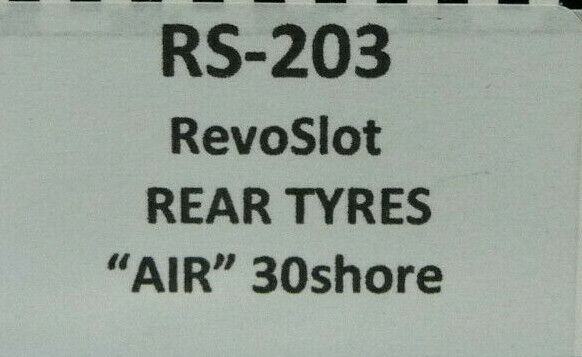 RS-203
RevoSlot
REAR TYRES
“AIR” 30shore